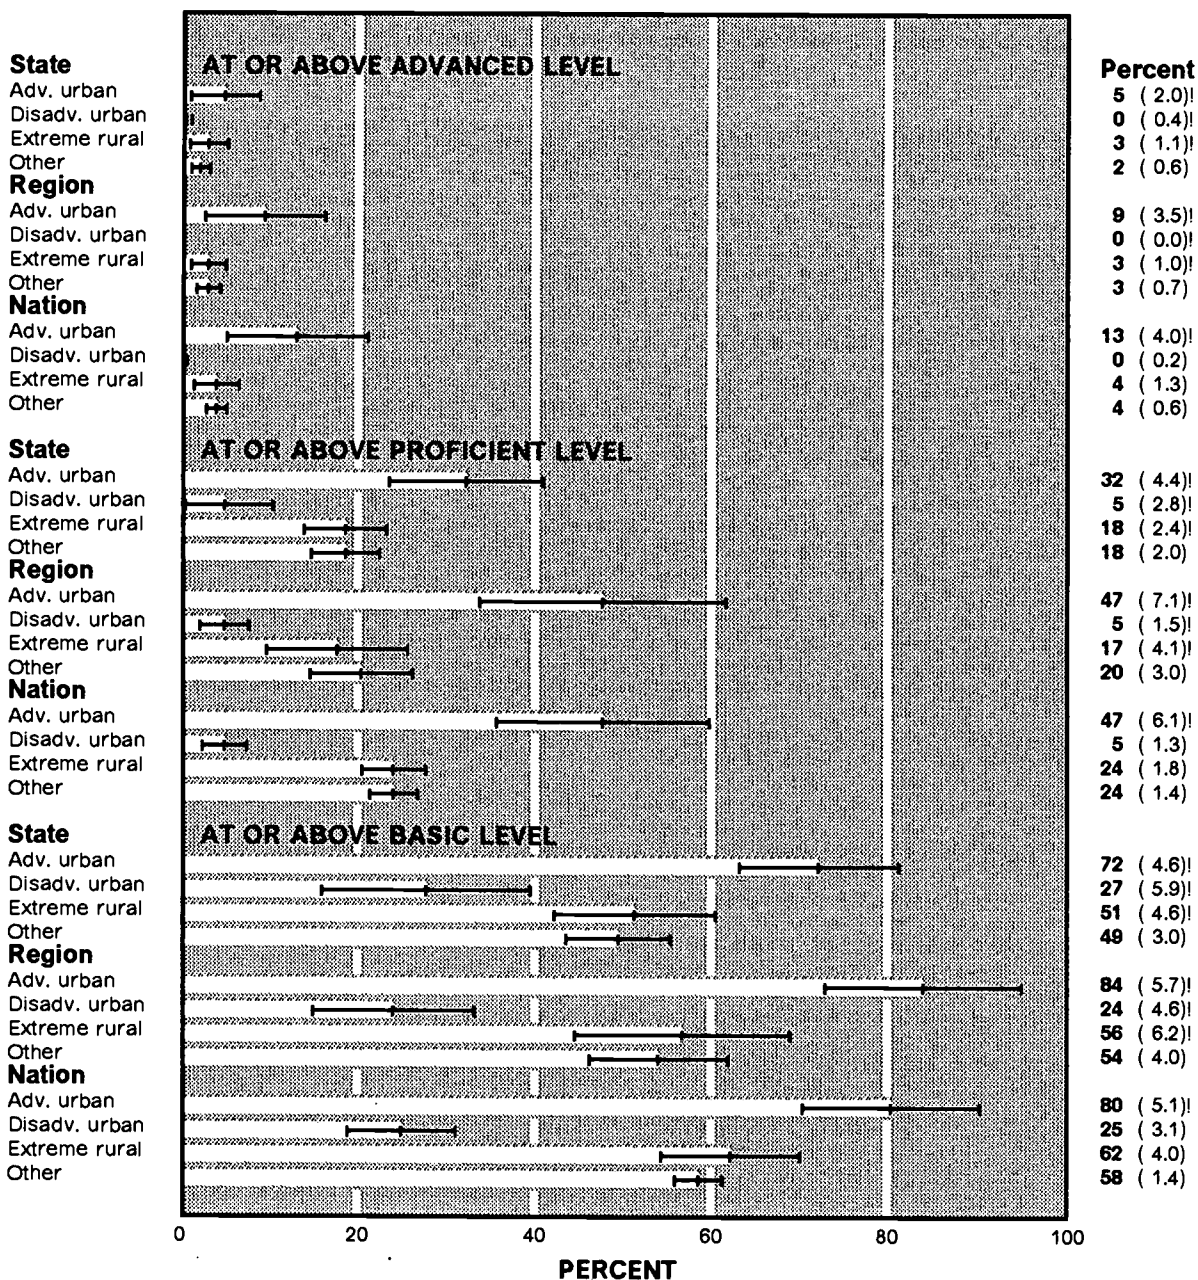 State AT OR ABOVE ADVANCED LEVEL Percent
Adv. urban 5 ( 2.0)!
Disadv. urban 0 ( 0.4)!
Extreme rural 3 ( 1.1)!
Other 2 ( 0.6)
Region
Adv. urban 9 ( 3.5)!
Disadv. urban 0 ( 0.0)!
Extreme rural 3 ( 1.0)!
Other 3 ( 0.7)
Nation
Adv. urban 13 ( 4.0)!
Disadv. urban 0 ( 0.2)
Extreme rural 4 ( 1.3)
Other 4 ( 0.6)
State AT OR ABOVE PROFICIENT LEVEL
Adv. urban 32 ( 4.4)!
Disadv. urban 5 ( 2.8)!
Extreme rural 18 ( 2.4)!
Other 18 ( 2.0)
Region
Adv. urban 47 ( 7.1)!
Disadv. urban 5 ( 1.5)!
Extreme rural 17 ( 4.1)!
Other 20 ( 3.0)
Nation
Adv. urban 47 ( 6.1)!
Disadv. urban 5 ( 1.3)
Extreme rural 24 ( 1.8)
Other 24 ( 1.4)
State AT OR ABOVE BASIC LEVEL
Adv. urban 72 ( 4.6)!
Disadv. urban 27 ( 5.9)!
Extreme rural 51 ( 4.6)!
Other 49 ( 3.0)
Region
Adv. urban 84 ( 5.7)!
Disadv. urban 24 ( 4.6)!
Extreme rural 56 ( 6.2)!
Other 54 ( 4.0)
Nation
Adv. urban 80 ( 5.1)!
Disadv. urban 25 ( 3.1)
Extreme rural 62 ( 4.0)
Other 58 ( 1.4)
0 20 40 60 80 100
PERCENT